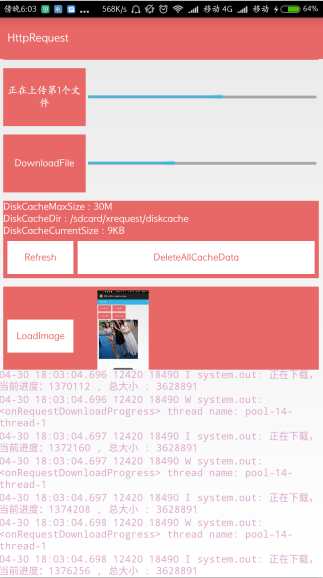 傍晚6:03 ... 568K/s 移动 4G 移动 64%
HttpRequest
正在上传第1个文
件
DownloadFile
DiskCacheMaxSize : 30M
DiskCacheDir : /sdcard/xrequest/diskcache
DiskCacheCurrentSize : 9KB
Refresh DeleteAllCacheData
LoadImage
04-30 18:03:04.696 12420 18490 I system.out: 正在下载,
当前进度: 1370112 , 总大小 : 3628891
04-30 18:03:04.696 12420 18490 W system.out:
<onRequestDownloadProgress> thread name: pool-14-
thread-1
04-30 18:03:04.697 12420 18490 I system.out: 正在下载,
当前进度: 1372160 , 总大小 : 3628891
04-30 18:03:04.697 12420 18490 W system.out:
<onRequestDownloadProgress> thread name: pool-14-
thread-1
04-30 18:03:04.697 12420 18490 I system.out: 正在下载,
当前进度: 1374208 , 总大小 : 3628891
04-30 18:03:04.698 12420 18490 W system.out:
<onRequestDownloadProgress> thread name: pool-14-
thread-1
04-30 18:03:04.698 12420 18490 I system.out: 正在下载,
当前进度: 1376256 , 总大小 : 3628891